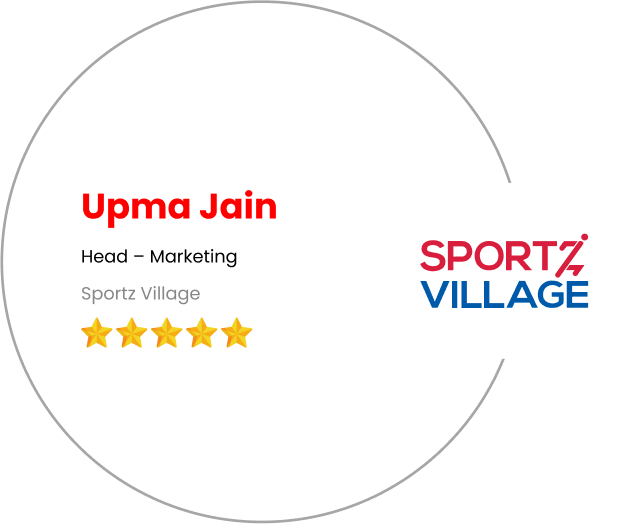 Upma Jain
Head – Marketing
Sportz Village
SPORTZ
VILLAGE